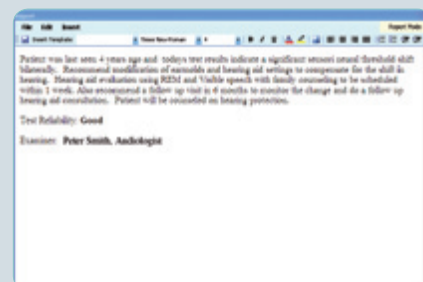 File Edit Insert
Report Mode
Insert Template Times New Roman
Patient was last seen 4 years ago and todays test results indicate a significant sensori neural threshold shift
bilaterally. Recommend modification of earmolds and hearing aid settings to compensate for the shift in
hearing. Hearing aid evaluation using REM and Visible speech with family counseling to be scheduled
within 1 week. Also recommend a follow up visit in 6 months to monitor the change and do a follow up
hearing aid consultation. Patient will be counseled on hearing protection.
Test Reliability: Good
Examiner: Peter Smith, Audiologist